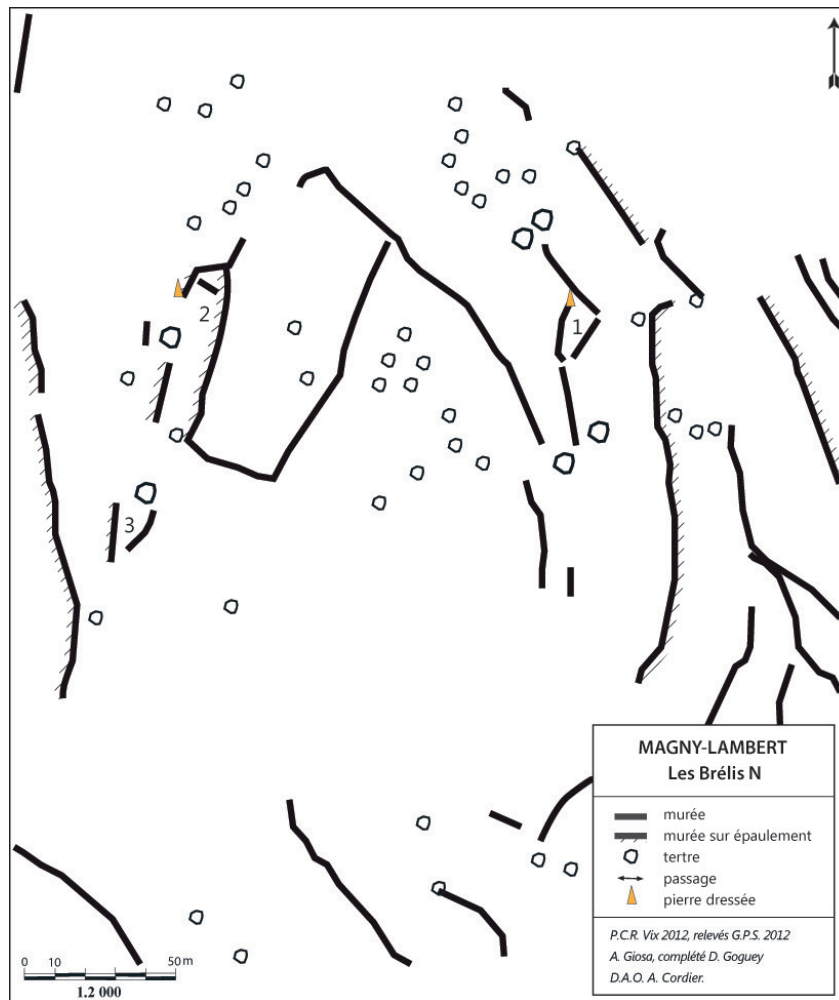 1
2
3
MAGNY-LAMBERT
Les Brélis N
murée
murée sur épaulement
tertre
passage
pierre dressée
P.C.R. Vix 2012, relevés G.P.S. 2012
A. Giosa, complété D. Goguey
D.A.O. A. Cordier.
0 10 50 m
1.2 000